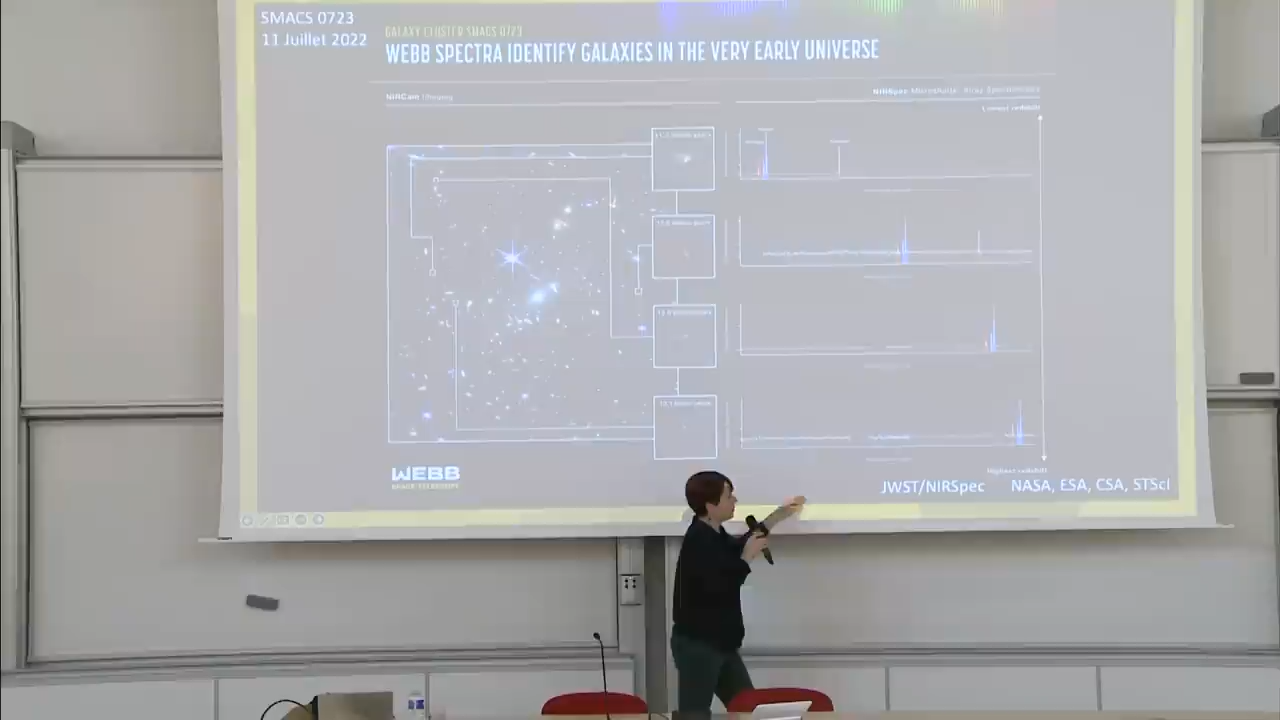 SMACS 0723
11 Juillet 2022
GALAXY CLUSTER SMACS 0723
WEBB SPECTRA IDENTIFY GALAXIES IN THE VERY EARLY UNIVERSE
NIRCam Imaging
NIRSpec Microshutter Array Spectroscopy
Lowest redshift
Highest redshift
WEBB
SPACE TELESCOPE
JWST/NIRSpec
NASA, ESA, CSA, STScI